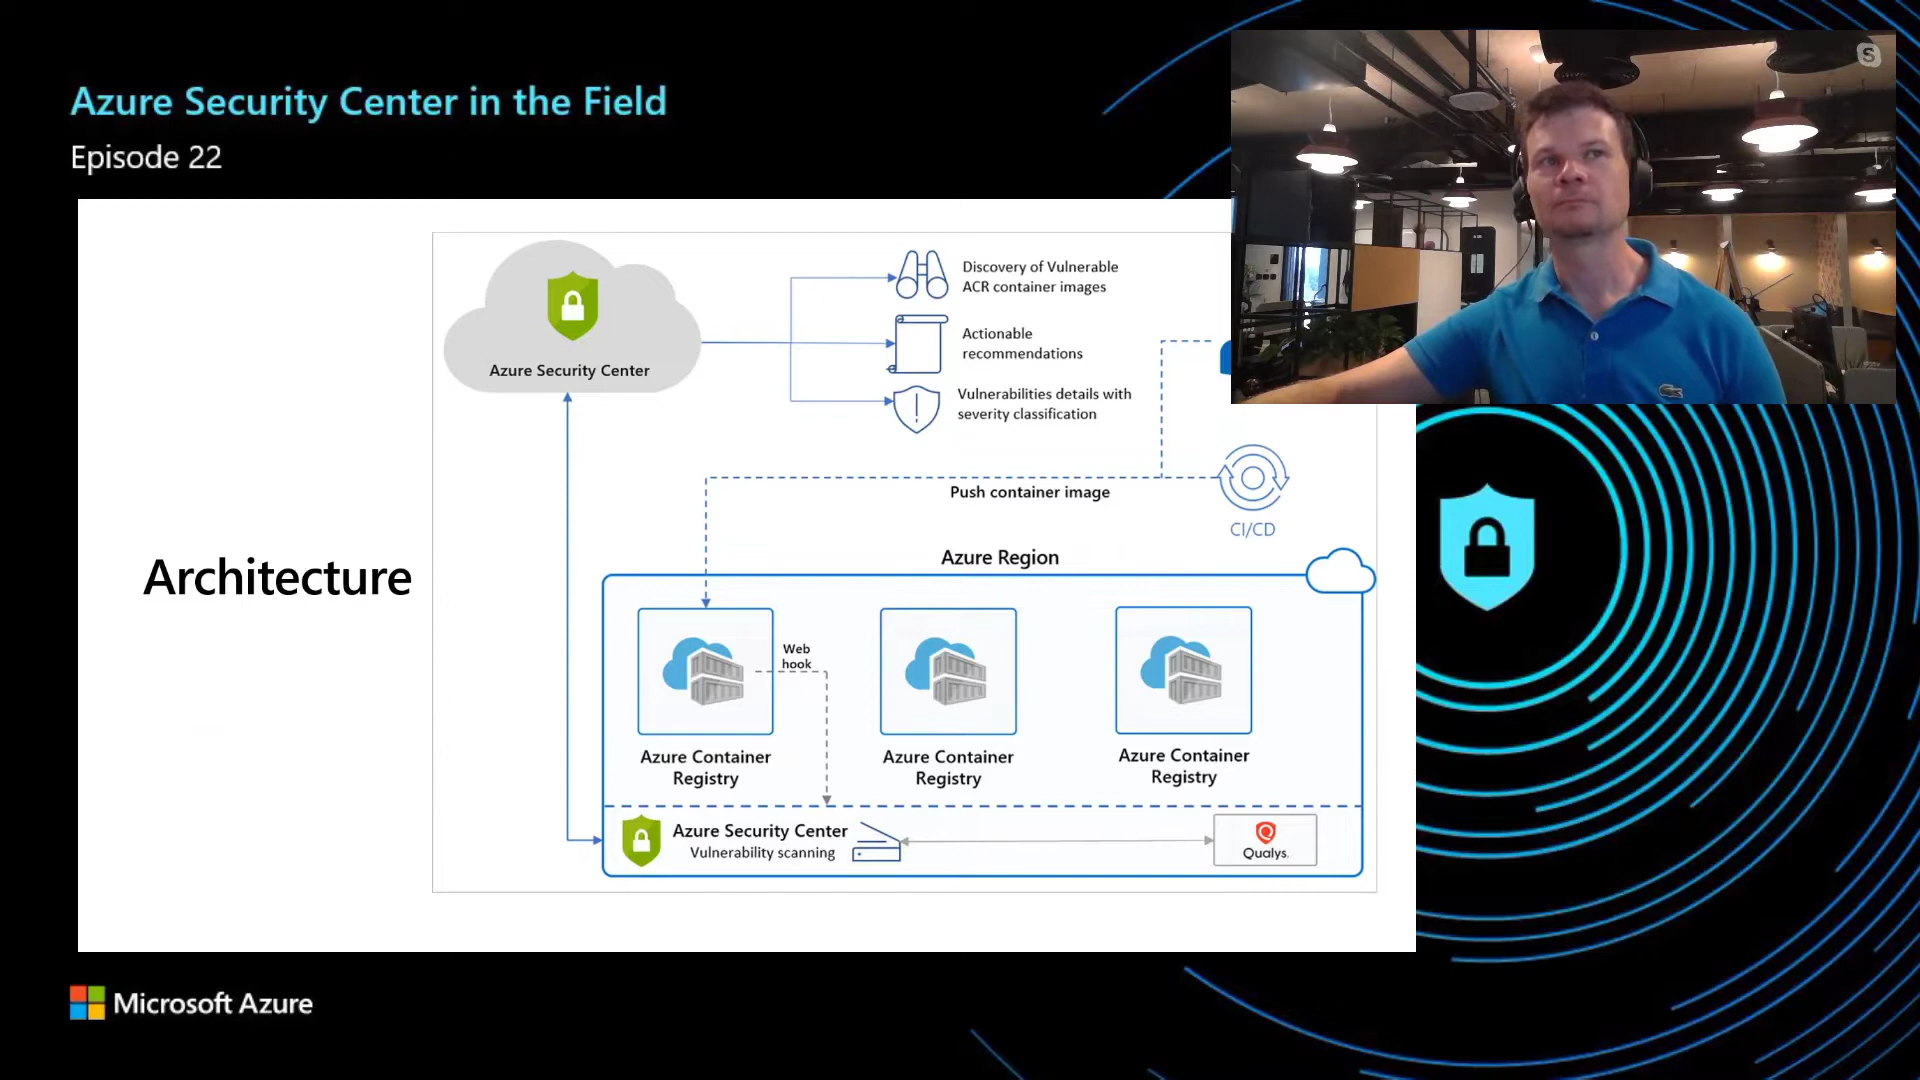 Azure Security Center in the Field
Episode 22
S
Discovery of Vulnerable
ACR container images
Actionable
recommendations
Azure Security Center
Vulnerabilities details with
severity classification
Push container image
CI/CD
Azure Region
Architecture
Web
hook
Azure Container
Registry
Azure Container
Registry
Azure Container
Registry
Azure Security Center
Vulnerability scanning
Qualys.
Microsoft Azure